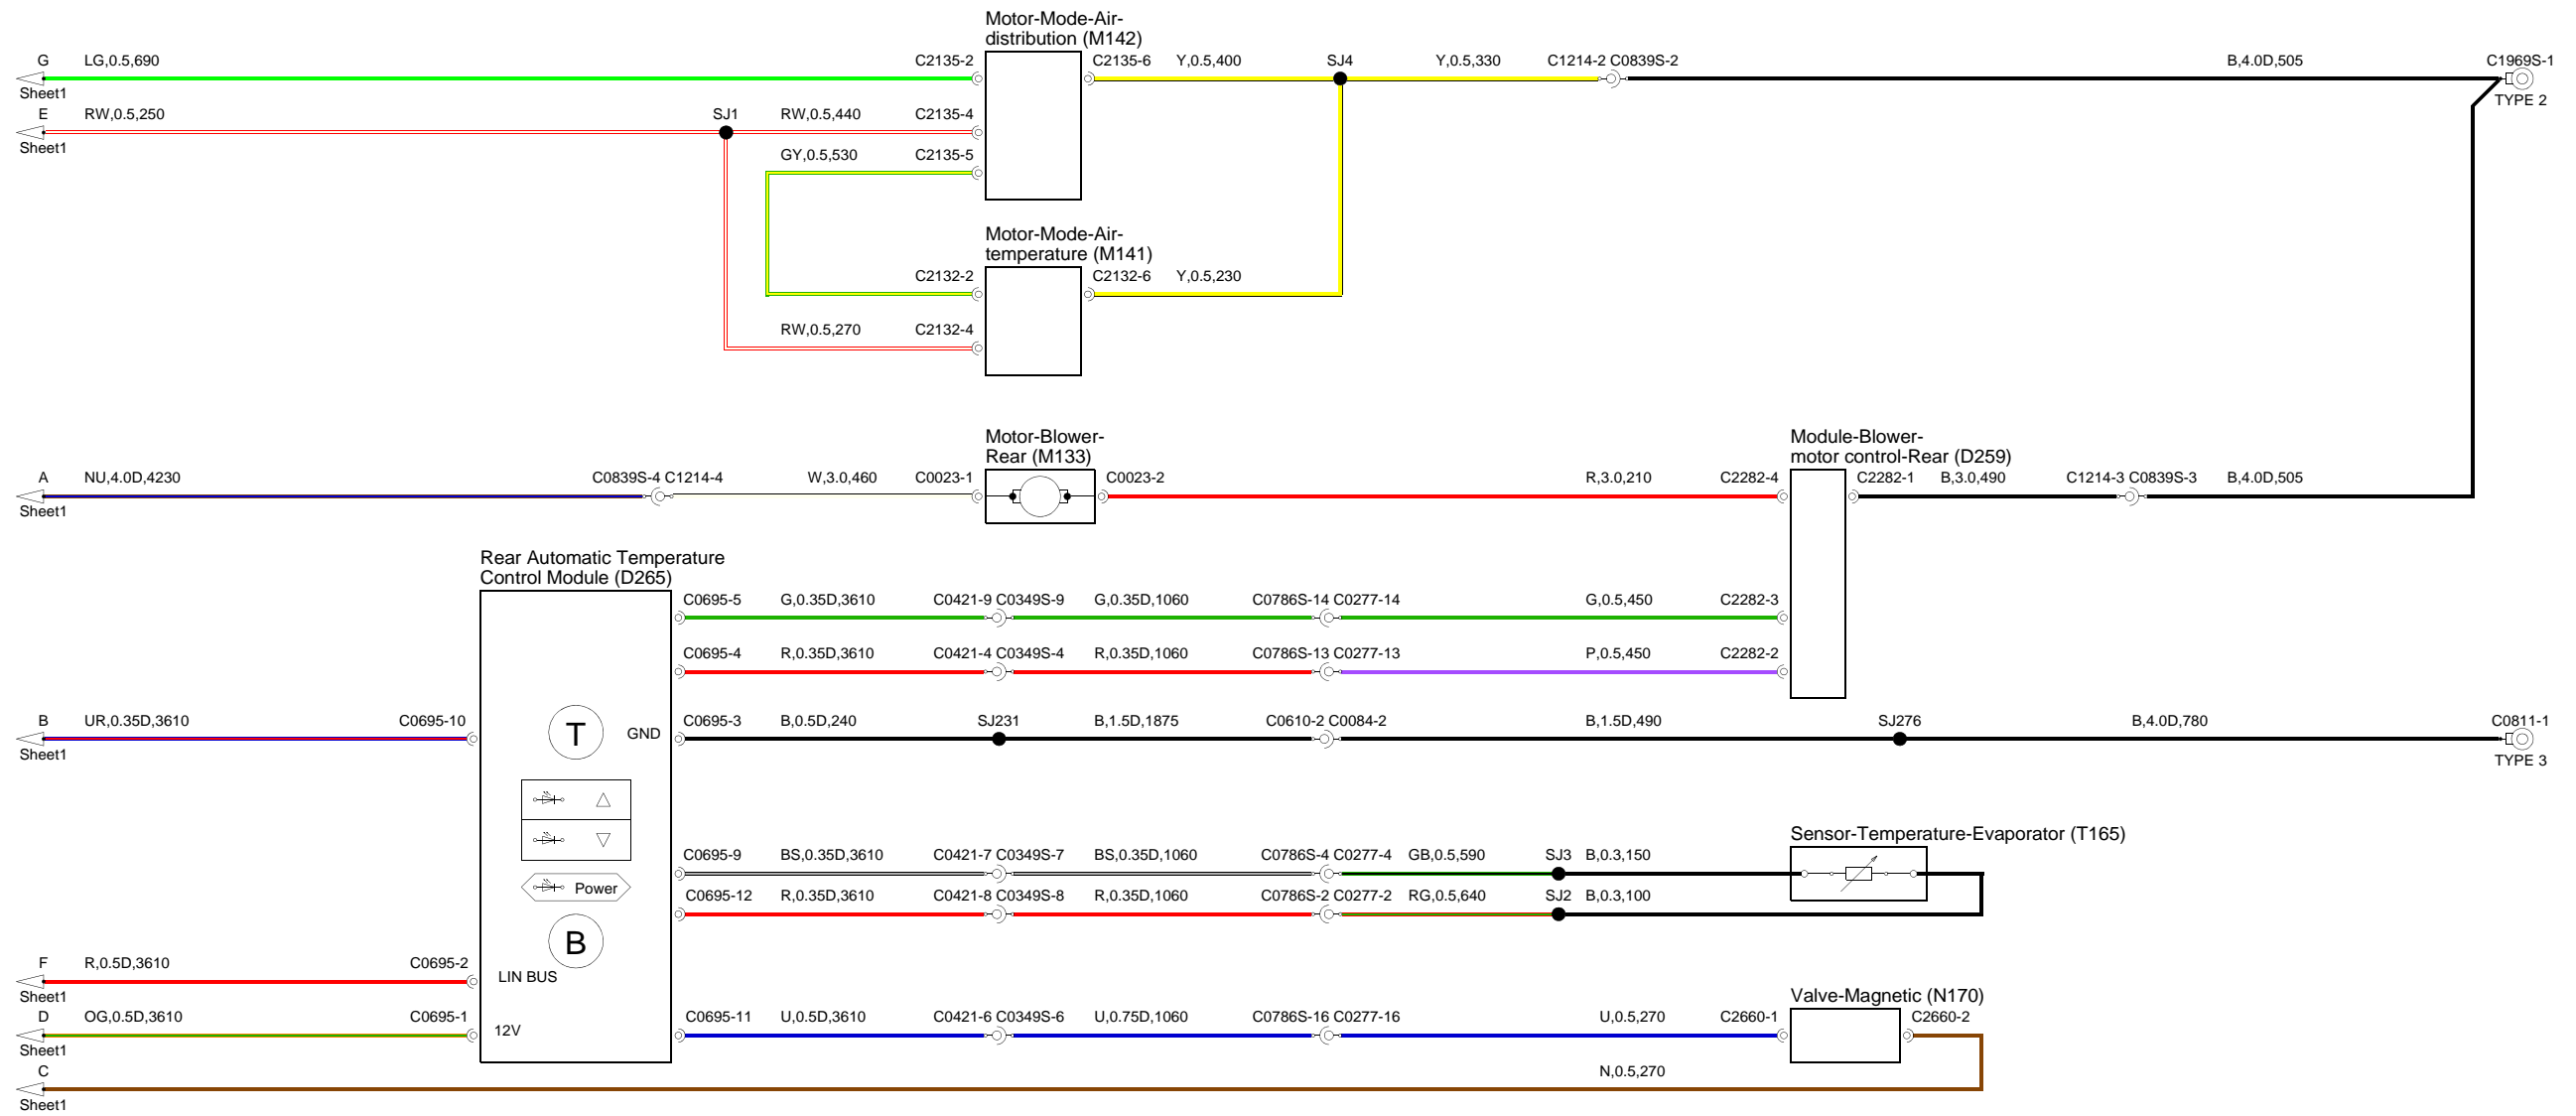 Motor-Mode-Air-
distribution (M142)
G LG,0.5,690 C2135-2 C2135-6 Y,0.5,400 SJ4 Y,0.5,330 C1214-2 C0839S-2 B,4.0D,505 C1969S-1
Sheet1 TYPE 2
E RW,0.5,250 SJ1 RW,0.5,440 C2135-4
Sheet1
GY,0.5,530 C2135-5
Motor-Mode-Air-
temperature (M141)
C2132-2 C2132-6 Y,0.5,230
RW,0.5,270 C2132-4
Motor-Blower-
Rear (M133)
Module-Blower-
motor control-Rear (D259)
A NU,4.0D,4230 C0839S-4 C1214-4 W,3.0,460 C0023-1 C0023-2 R,3.0,210 C2282-4 C2282-1 B,3.0,490 C1214-3 C0839S-3 B,4.0D,505
Sheet1
Rear Automatic Temperature
Control Module (D265)
C0695-5 G,0.35D,3610 C0421-9 C0349S-9 G,0.35D,1060 C0786S-14 C0277-14 G,0.5,450 C2282-3
C0695-4 R,0.35D,3610 C0421-4 C0349S-4 R,0.35D,1060 C0786S-13 C0277-13 P,0.5,450 C2282-2
B UR,0.35D,3610 C0695-10 T GND C0695-3 B,0.5D,240 SJ231 B,1.5D,1875 C0610-2 C0084-2 B,1.5D,490 SJ276 B,4.0D,780 C0811-1
Sheet1 TYPE 3
Sensor-Temperature-Evaporator (T165)
C0695-9 BS,0.35D,3610 C0421-7 C0349S-7 BS,0.35D,1060 C0786S-4 C0277-4 GB,0.5,590 SJ3 B,0.3,150
Power
C0695-12 R,0.35D,3610 C0421-8 C0349S-8 R,0.35D,1060 C0786S-2 C0277-2 RG,0.5,640 SJ2 B,0.3,100
B
F R,0.5D,3610 C0695-2 LIN BUS
Sheet1
Valve-Magnetic (N170)
D OG,0.5D,3610 C0695-1 12V C0695-11 U,0.5D,3610 C0421-6 C0349S-6 U,0.75D,1060 C0786S-16 C0277-16 U,0.5,270 C2660-1 C2660-2
Sheet1
C N,0.5,270
Sheet1